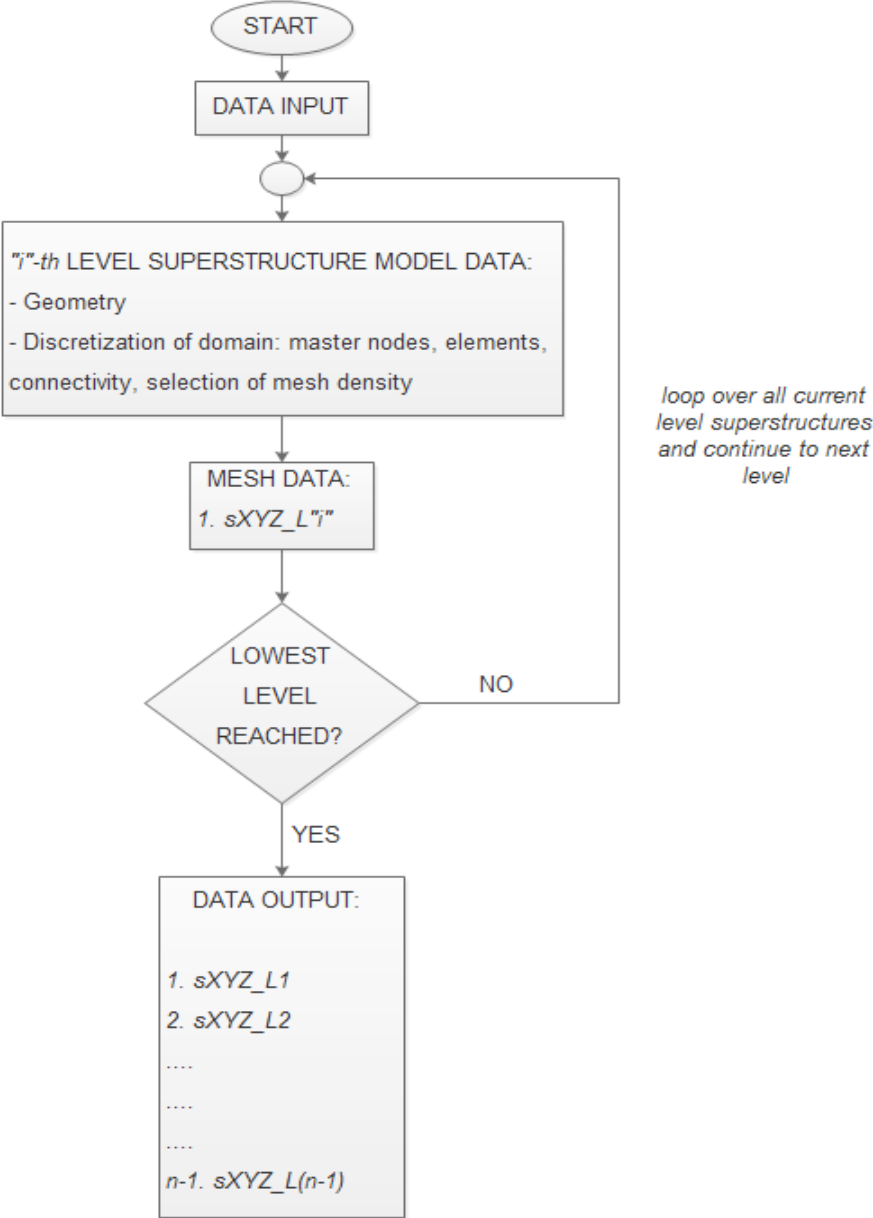 START
DATA INPUT
"i"-th LEVEL SUPERSTRUCTURE MODEL DATA:
- Geometry
- Discretization of domain: master nodes, elements,
connectivity, selection of mesh density
loop over all current
level superstructures
and continue to next
level
MESH DATA:
1. sXYZ_L"i"
LOWEST
LEVEL
REACHED?
NO
YES
DATA OUTPUT:
1. sXYZ_L1
2. sXYZ_L2
....
....
....
n-1. sXYZ_L(n-1)